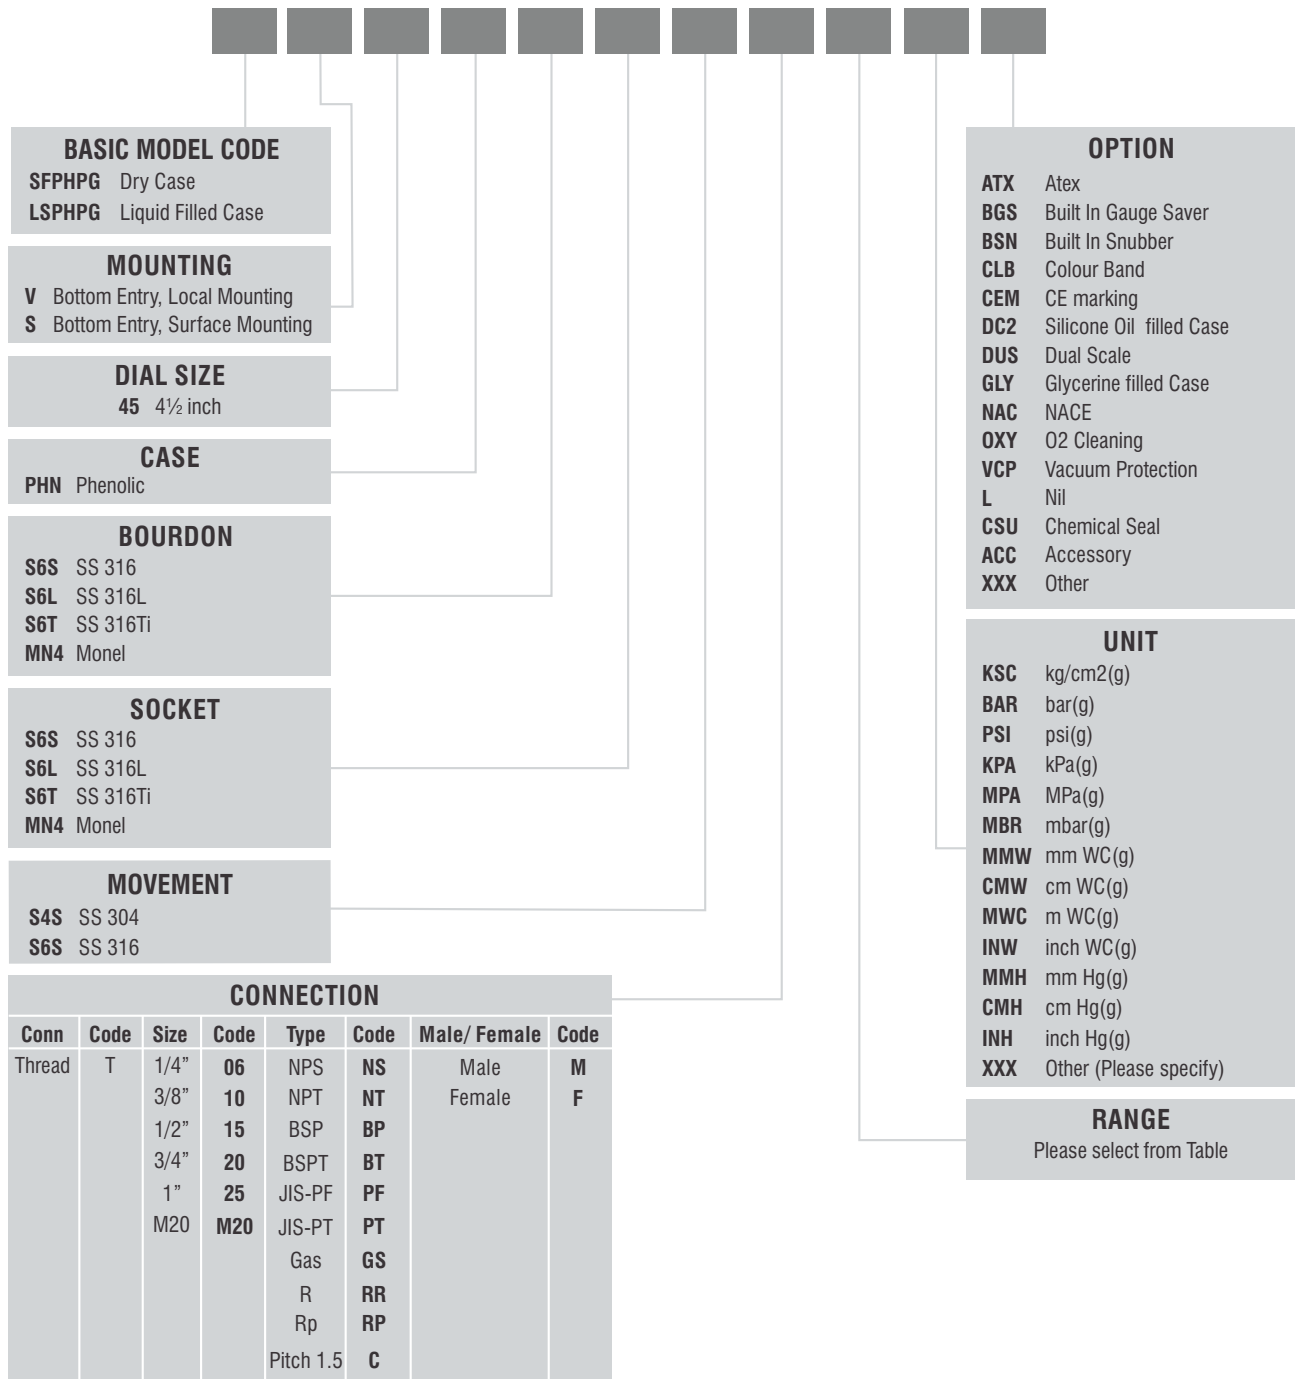 BASIC MODEL CODE
SFPHPG Dry Case
LSPHPG Liquid Filled Case
MOUNTING
V Bottom Entry, Local Mounting
S Bottom Entry, Surface Mounting
DIAL SIZE
45 4½ inch
CASE
PHN Phenolic
BOURDON
S6S SS 316
S6L SS 316L
S6T SS 316Ti
MN4 Monel
SOCKET
S6S SS 316
S6L SS 316L
S6T SS 316Ti
MN4 Monel
MOVEMENT
S4S SS 304
S6S SS 316
CONNECTION
Conn Code Size Code Type Code Male/ Female Code
Thread T 1/4” 06 NPS NS Male M
3/8” 10 NPT NT Female F
1/2” 15 BSP BP
3/4” 20 BSPT BT
1” 25 JIS-PF PF
M20 M20 JIS-PT PT
Gas GS
R RR
Rp RP
Pitch 1.5 C
OPTION
ATX Atex
BGS Built In Gauge Saver
BSN Built In Snubber
CLB Colour Band
CEM CE marking
DC2 Silicone Oil filled Case
DUS Dual Scale
GLY Glycerine filled Case
NAC NACE
OXY O2 Cleaning
VCP Vacuum Protection
L Nil
CSU Chemical Seal
ACC Accessory
XXX Other
UNIT
KSC kg/cm2(g)
BAR bar(g)
PSI psi(g)
KPA kPa(g)
MPA MPa(g)
MBR mbar(g)
MMW mm WC(g)
CMW cm WC(g)
MWC m WC(g)
INW inch WC(g)
MMH mm Hg(g)
CMH cm Hg(g)
INH inch Hg(g)
XXX Other (Please specify)
RANGE
Please select from Table